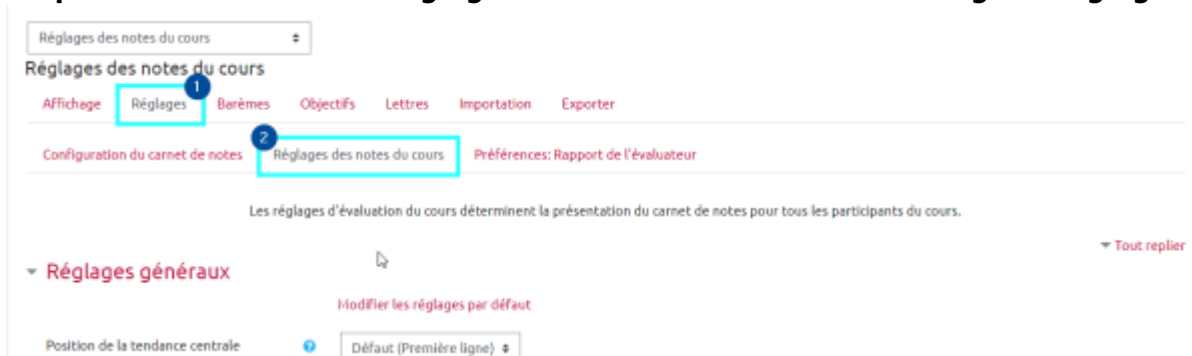 Réglages des notes du cours
Réglages des notes du cours
1
Affichage Réglages Barèmes Objectifs Lettres Importation Exporter
2
Configuration du carnet de notes Réglages des notes du cours Préférences: Rapport de l'évaluateur
Les réglages d'évaluation du cours déterminent la présentation du carnet de notes pour tous les participants du cours.
Tout replier
Réglages généraux
Modifier les réglages par défaut
Position de la tendance centrale ? Défaut (Première ligne)